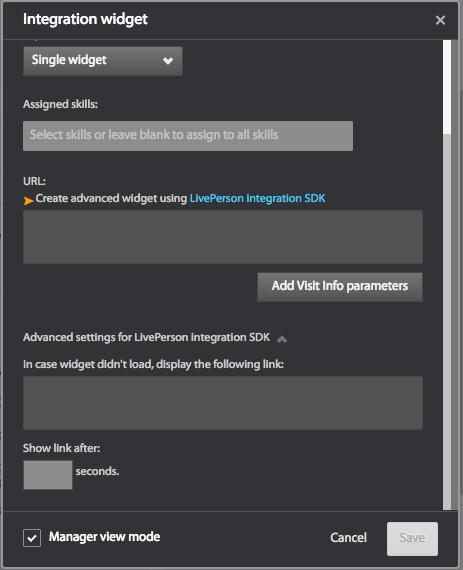 Integration widget
Single widget
Assigned skills:
Select skills or leave blank to assign to all skills
URL:
Create advanced widget using LivePerson integration SDK
Add Visit Info parameters
Advanced settings for LivePerson integration SDK
In case widget didn't load, display the following link:
Show link after:
seconds.
Manager view mode
Cancel
Save